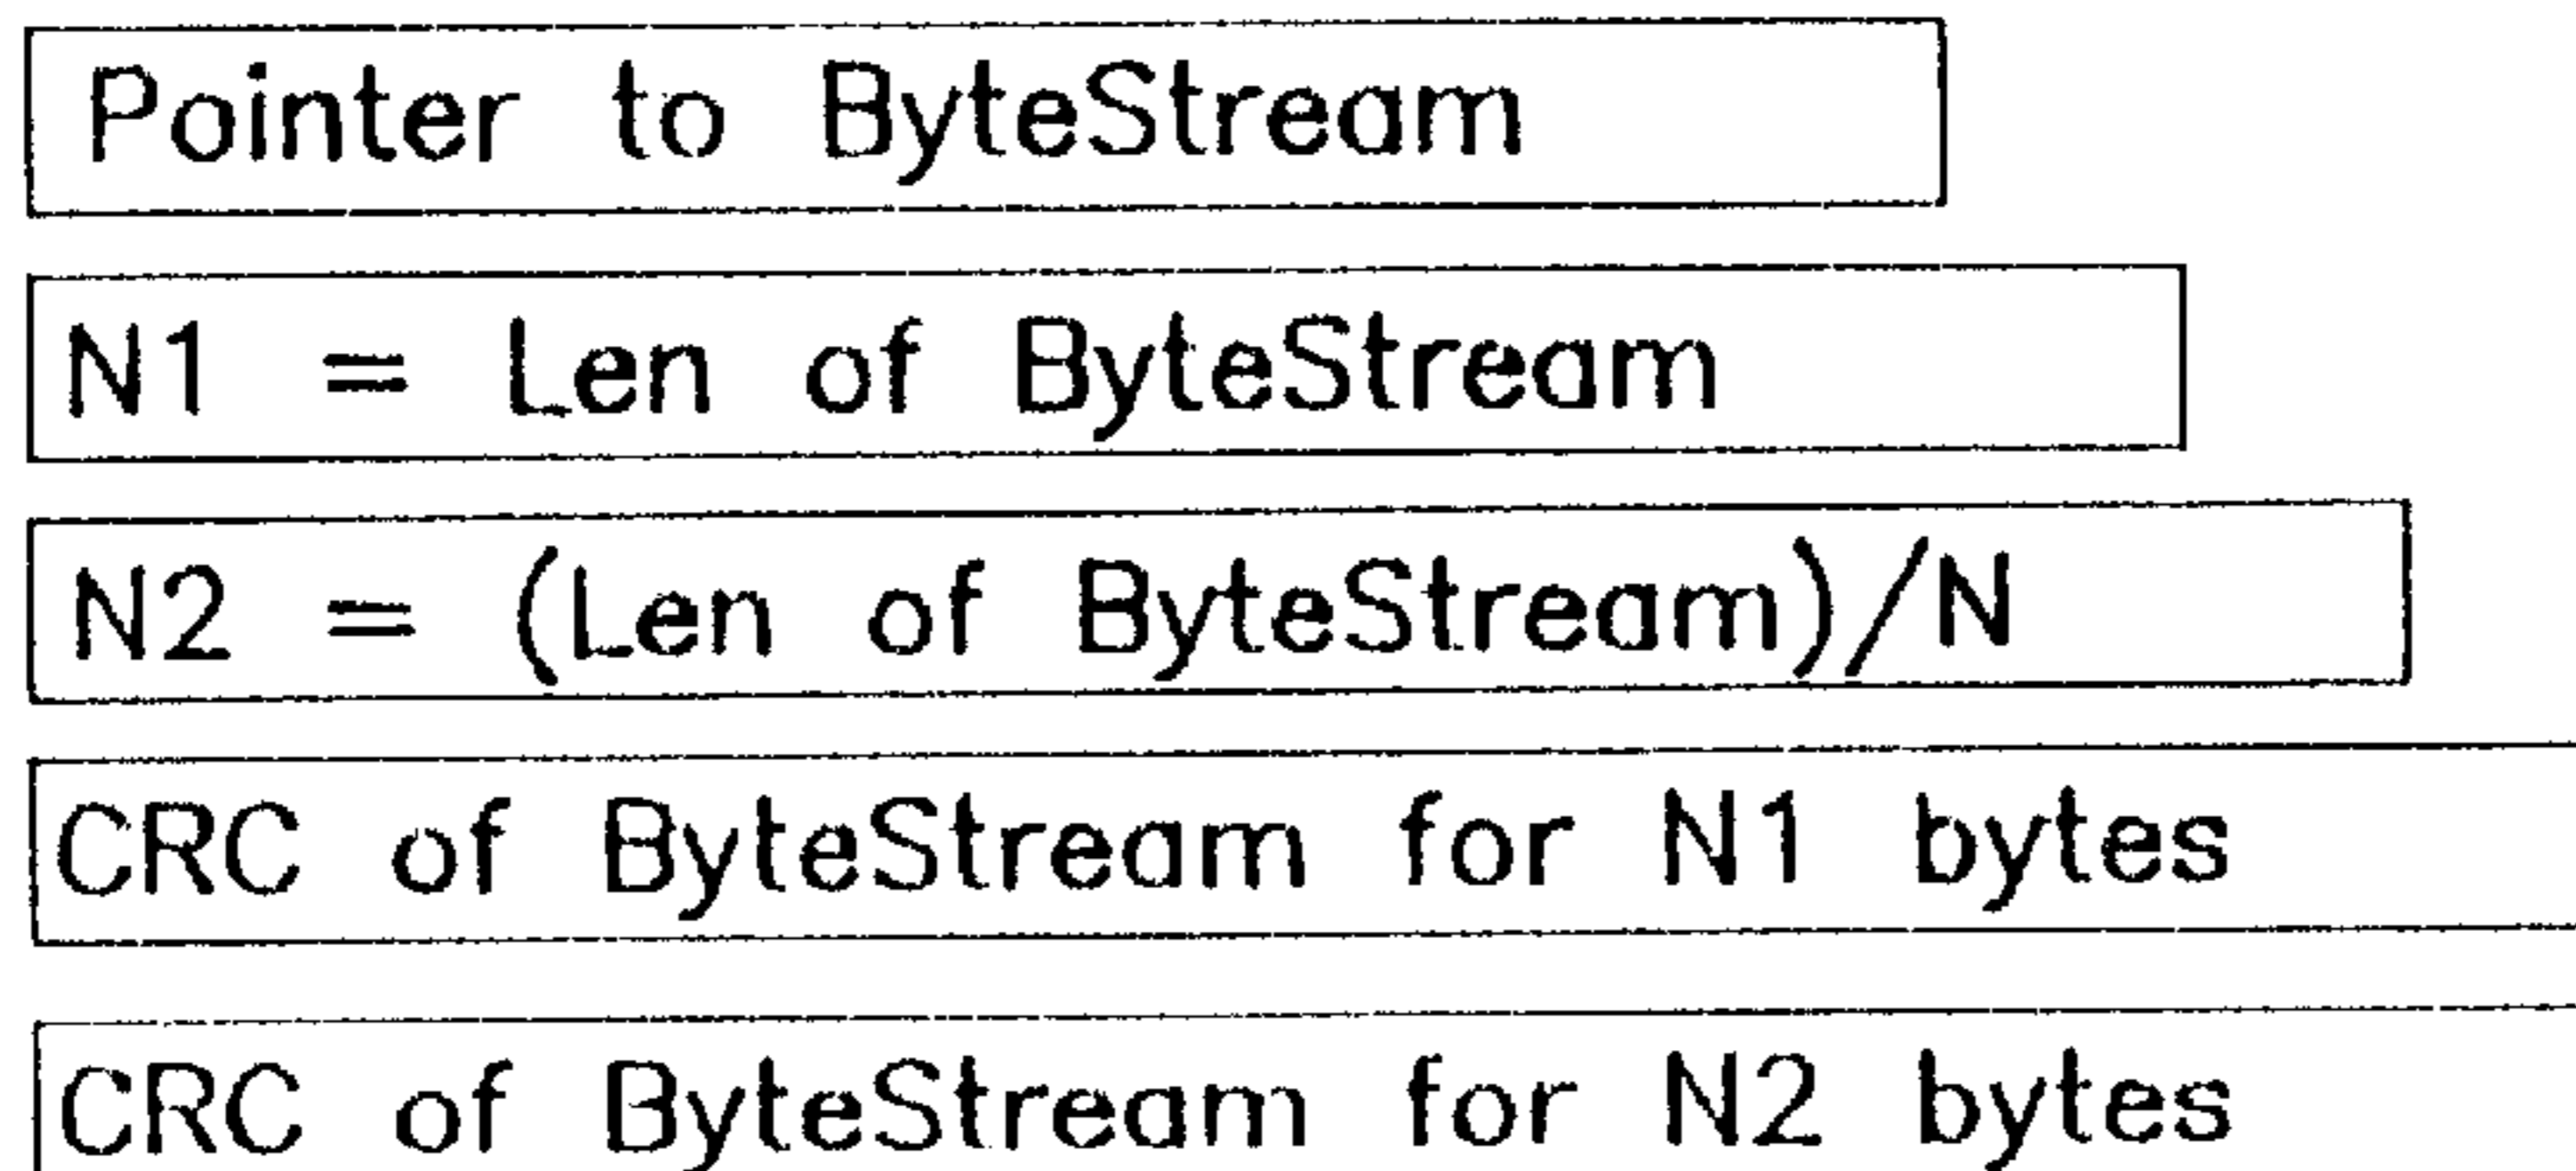 Pointer to ByteStream
N1 = Len of ByteStream
N2 = (Len of ByteStream)/N
CRC of ByteStream for N1 bytes
CRC of ByteStream for N2 bytes